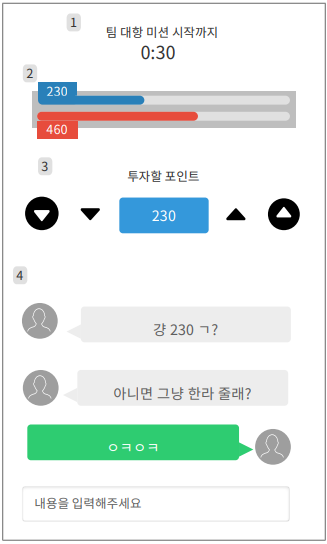 1
팀 대항 미션 시작까지
0:30
2
230
460
3
투자할 포인트
230
4
걍 230 ㄱ?
아니면 그냥 한라 줄래?
ㅇㅋㅇㅋ
내용을 입력해주세요